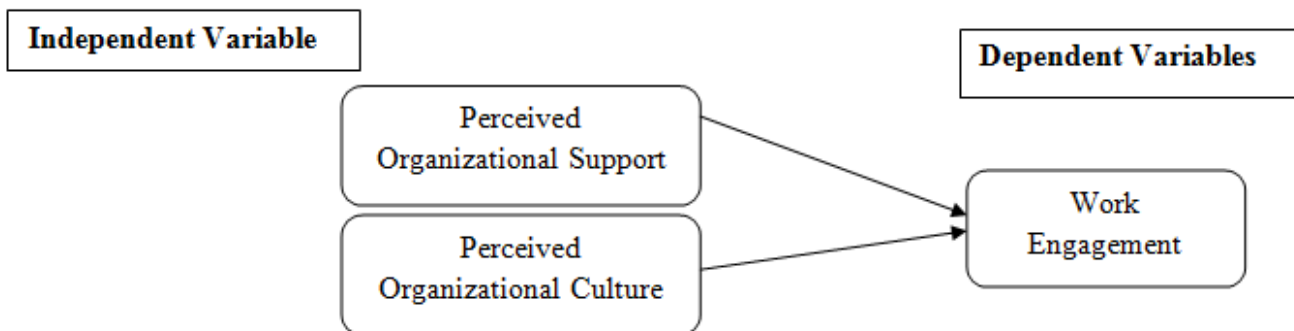 Independent Variable
Dependent Variables
Perceived
Organizational Support
Perceived
Organizational Culture
Work
Engagement